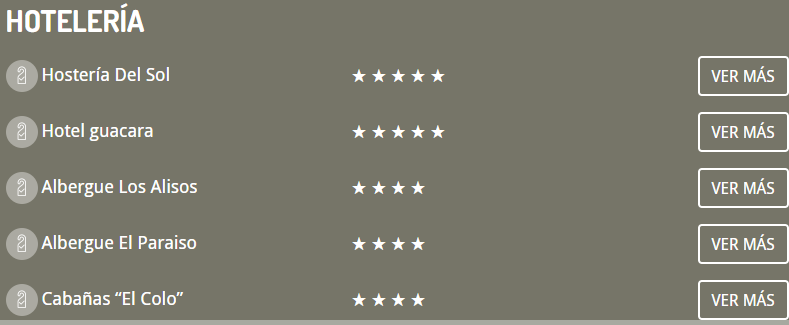 HOTELERÍA
Hostería Del Sol ★ ★ ★ ★ ★ VER MÁS
Hotel guacara ★ ★ ★ ★ ★ VER MÁS
Albergue Los Alisos ★ ★ ★ ★ VER MÁS
Albergue El Paraiso ★ ★ ★ ★ VER MÁS
Cabañas “El Colo” ★ ★ ★ ★ VER MÁS